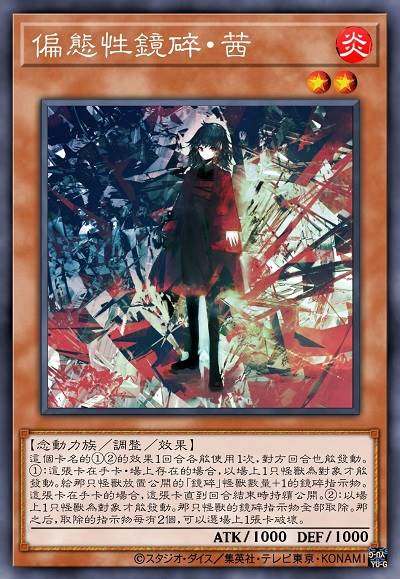 偏態性鏡碎・茜
炎
【念動力族／調整／效果】
這個卡名的①②的效果1回合各能使用1次，對方回合也能發動。
①：這張卡在手卡・場上存在的場合，以場上1只怪獸為對象才能
發動。給那只怪獸放置公開的「鏡碎」怪獸數量+1的鏡碎指示物。
這張卡在手卡的場合，這張卡直到回合結束時持續公開。②：以場
上1只怪獸為對象才能發動。那只怪獸的鏡碎指示物全部取除。那
之後，取除的指示物每有2個，可以選場上1張卡破壞。
ATK/1000 DEF/1000
©スタジオ・ダイス／集英社・テレビ東京・KONAMI